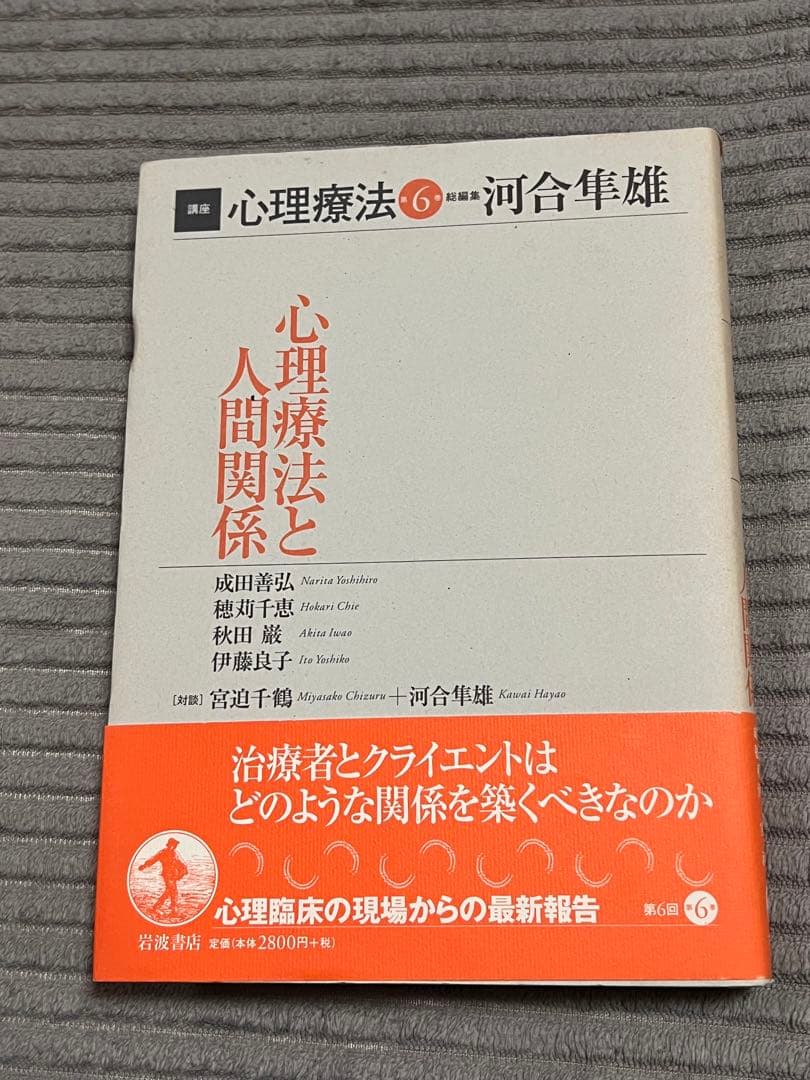 講座 心理療法 第6巻 総編集 河合隼雄
心理療法と
人間関係
成田善弘 Narita Yoshihiro
穂苅千恵 Hokari Chie
秋田 巌 Akita Iwao
伊藤良子 Ito Yoshiko
［対談］宮迫千鶴 Miyasako Chizuru＋河合隼雄 Kawai Hayao
治療者とクライエントは
どのような関係を築くべきなのか
心理臨床の現場からの最新報告 第6回 第6巻
岩波書店 定価（本体2800円＋税）